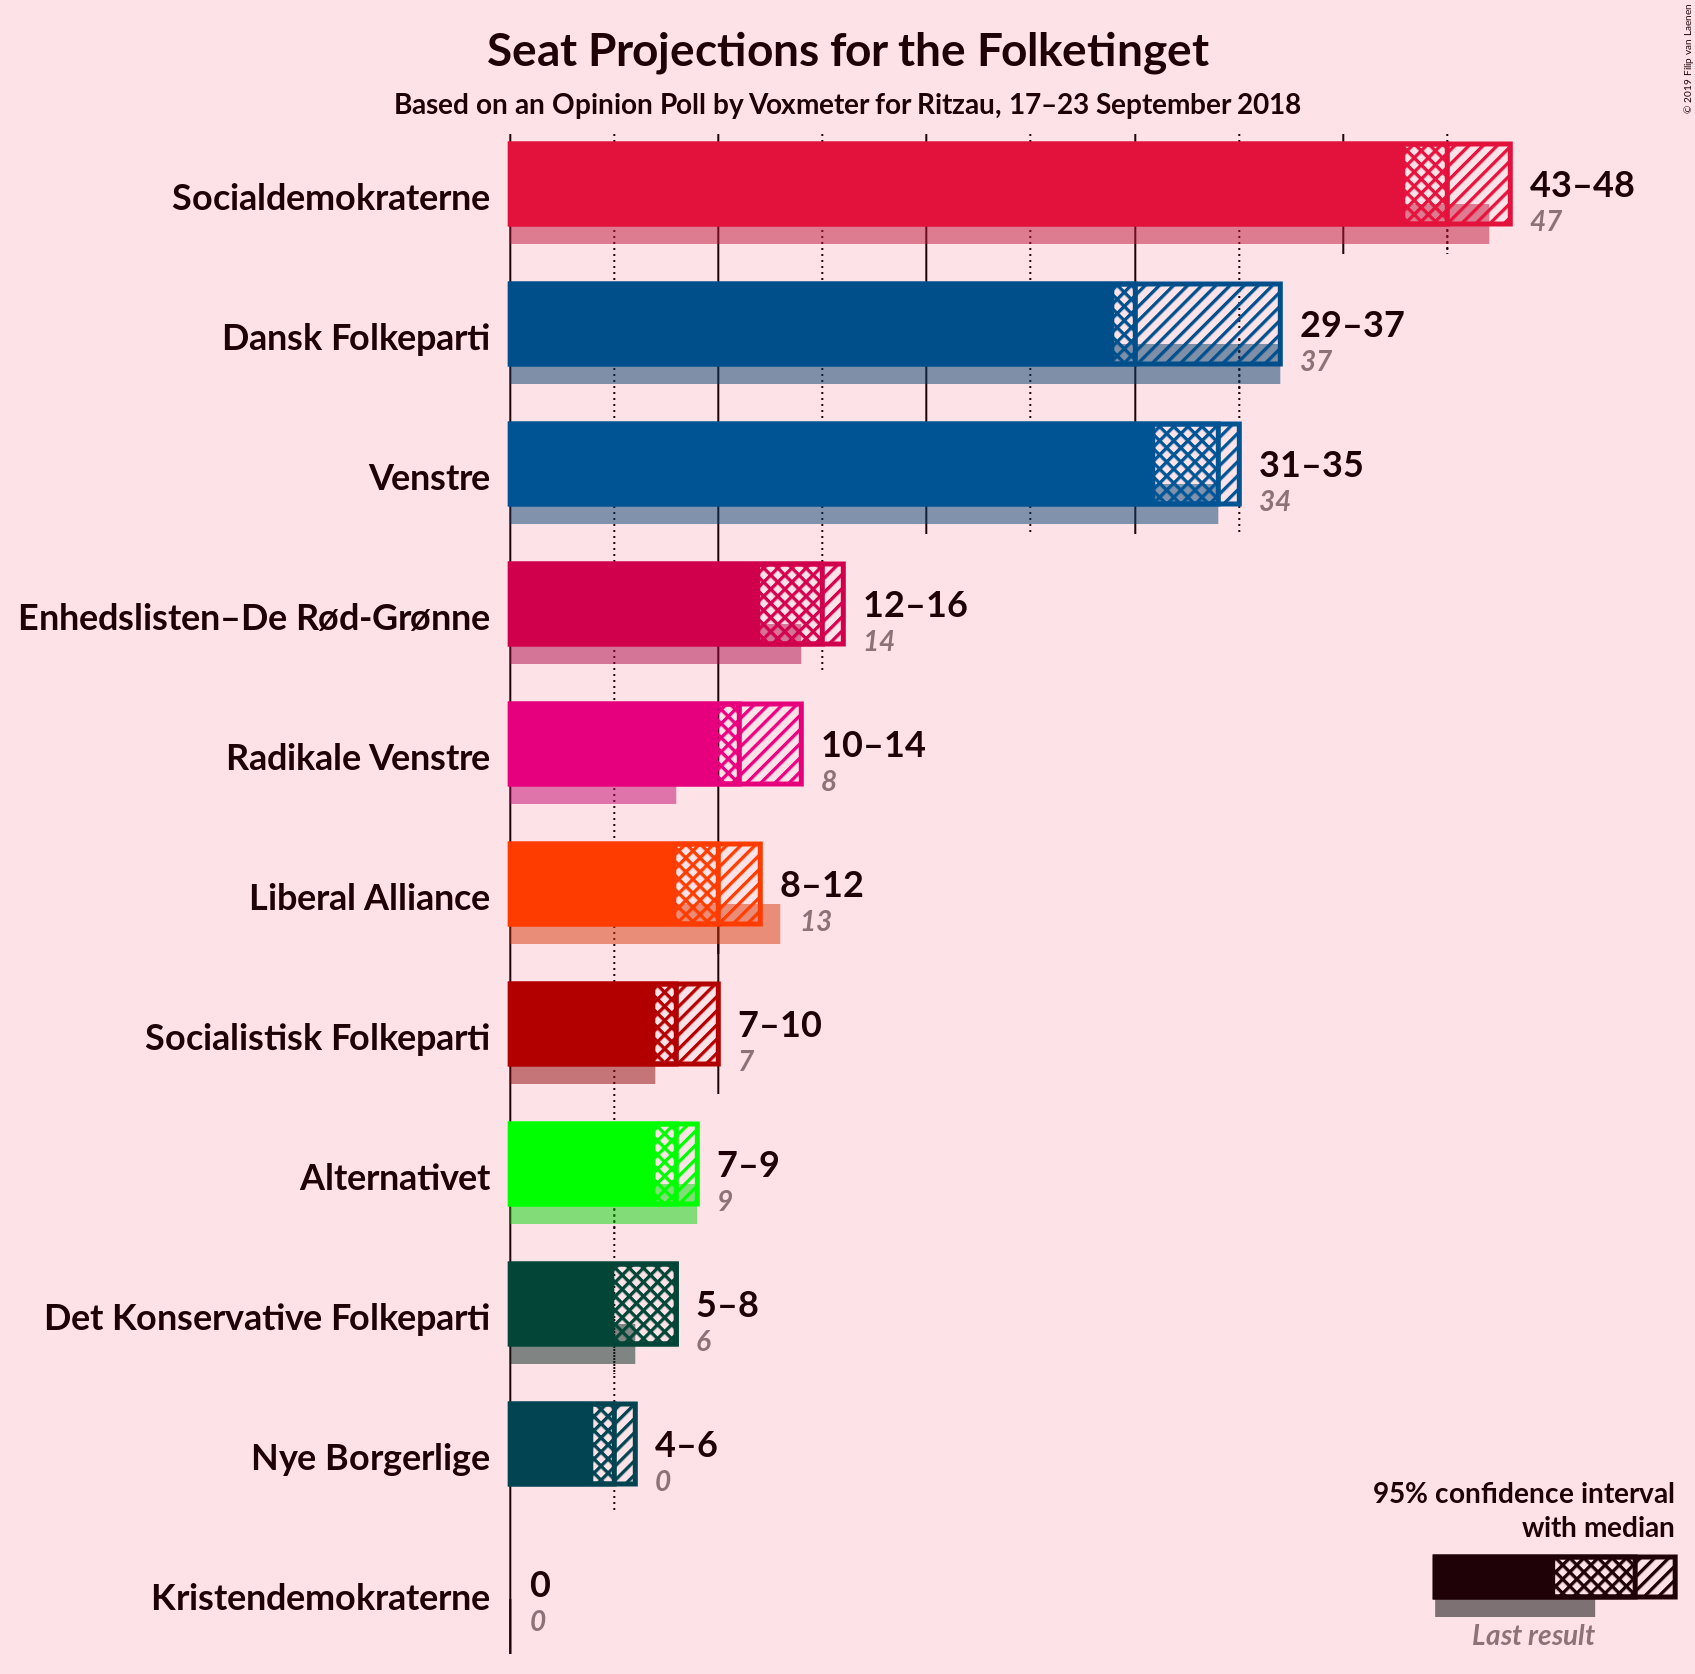 Seat Projections for the Folketinget
Based on an Opinion Poll by Voxmeter for Ritzau, 17–23 September 2018
© 2019 Filip van Laenen
Socialdemokraterne
43–48
47
Dansk Folkeparti
29–37
37
Venstre
31–35
34
Enhedslisten–De Rød-Grønne
12–16
14
Radikale Venstre
10–14
8
Liberal Alliance
8–12
13
Socialistisk Folkeparti
7–10
7
Alternativet
7–9
9
Det Konservative Folkeparti
5–8
6
Nye Borgerlige
4–6
0
Kristendemokraterne
0
0
95% confidence interval
with median
Last result